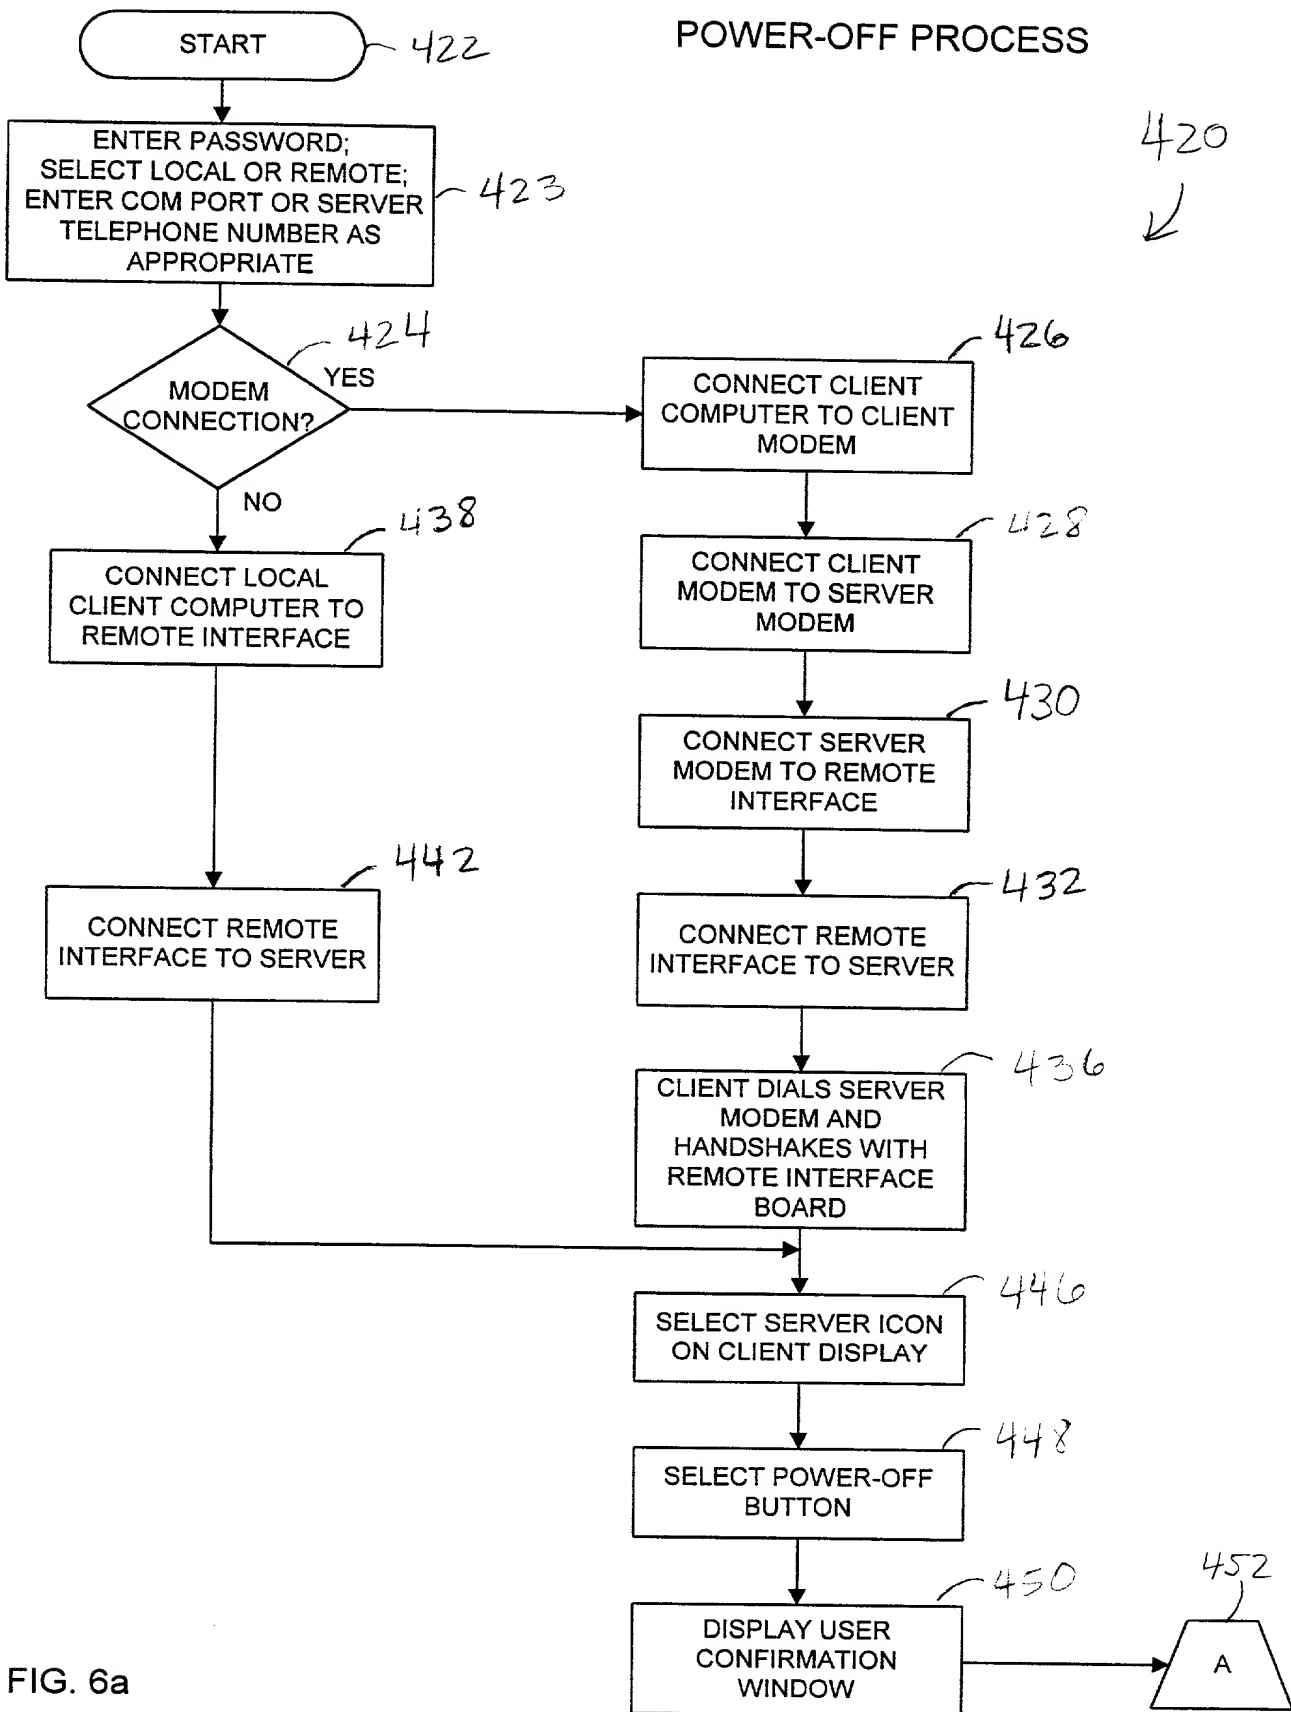 START
422
POWER-OFF PROCESS
420
ENTER PASSWORD;
SELECT LOCAL OR REMOTE;
ENTER COM PORT OR SERVER
TELEPHONE NUMBER AS
APPROPRIATE
423
424
MODEM
CONNECTION?
YES
NO
426
CONNECT CLIENT
COMPUTER TO CLIENT
MODEM
438
CONNECT LOCAL
CLIENT COMPUTER TO
REMOTE INTERFACE
428
CONNECT CLIENT
MODEM TO SERVER
MODEM
430
CONNECT SERVER
MODEM TO REMOTE
INTERFACE
442
CONNECT REMOTE
INTERFACE TO SERVER
432
CONNECT REMOTE
INTERFACE TO SERVER
436
CLIENT DIALS SERVER
MODEM AND
HANDSHAKES WITH
REMOTE INTERFACE
BOARD
446
SELECT SERVER ICON
ON CLIENT DISPLAY
448
SELECT POWER-OFF
BUTTON
450
DISPLAY USER
CONFIRMATION
WINDOW
452
A
FIG. 6a